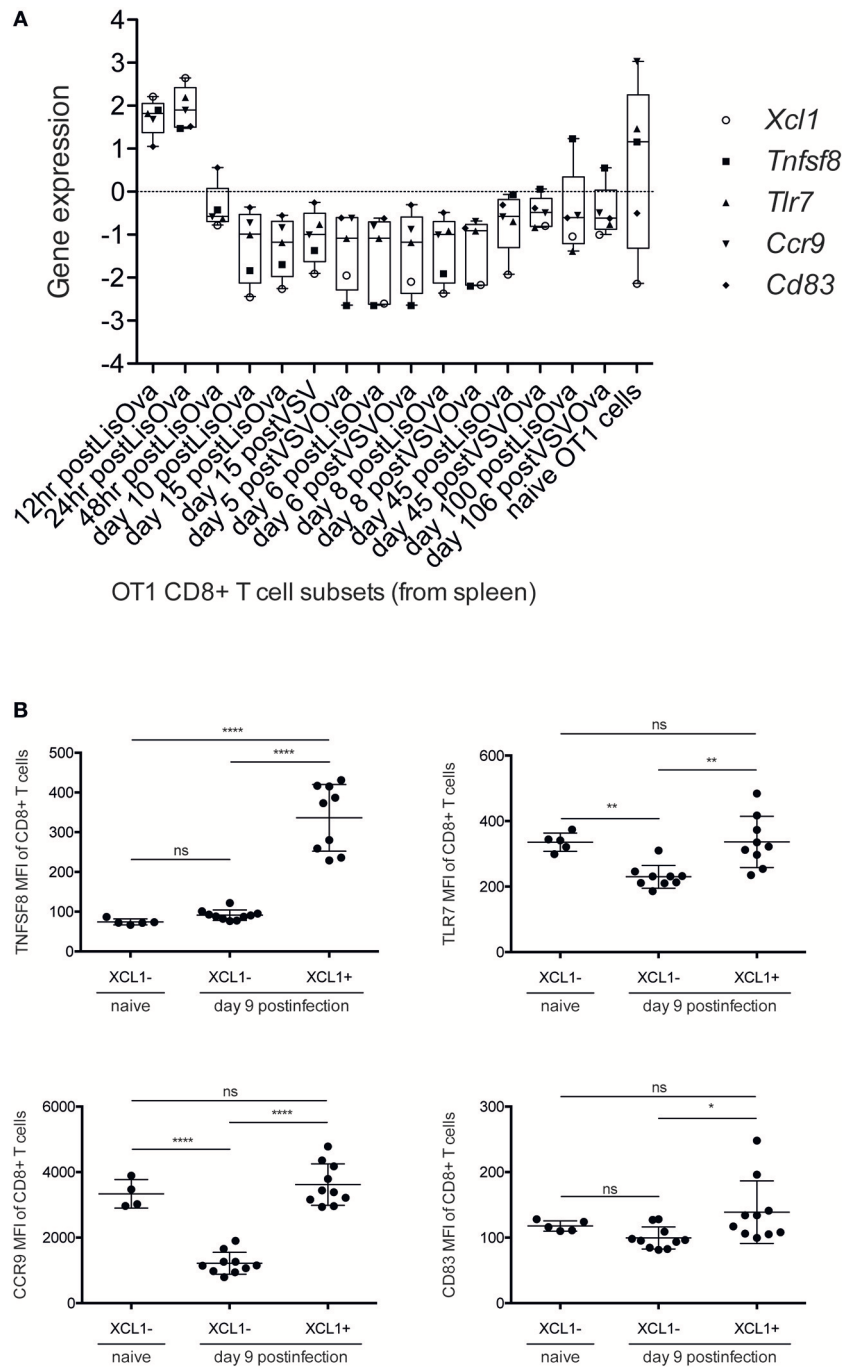 A
Gene expression
4
3
2
1
0
-1
-2
-3
-4
12hr postLisOva
24hr postLisOva
48hr postLisOva
day 10 postLisOva
day 15 postLisOva
day 15 postVSV
day 5 postVSVOva
day 6 postLisOva
day 6 postVSVOva
day 8 postLisOva
day 8 postVSVOva
day 45 postLisOva
day 45 postVSVOva
day 100 postLisOva
day 106 postVSVOva
naive OT1 cells
OT1 CD8+ T cell subsets (from spleen)
Xcl1
Tnfsf8
Tlr7
Ccr9
Cd83
B
TNFSF8 MFI of CD8+ T cells
500
400
300
200
100
0
****
****
ns
XCL1- XCL1- XCL1+
naive day 9 postinfection
TLR7 MFI of CD8+ T cells
600
400
200
0
ns
**
**
XCL1- XCL1- XCL1+
naive day 9 postinfection
CCR9 MFI of CD8+ T cells
6000
4000
2000
0
ns
****
****
XCL1- XCL1- XCL1+
naive day 9 postinfection
CD83 MFI of CD8+ T cells
300
200
100
0
ns
*
ns
XCL1- XCL1- XCL1+
naive day 9 postinfection